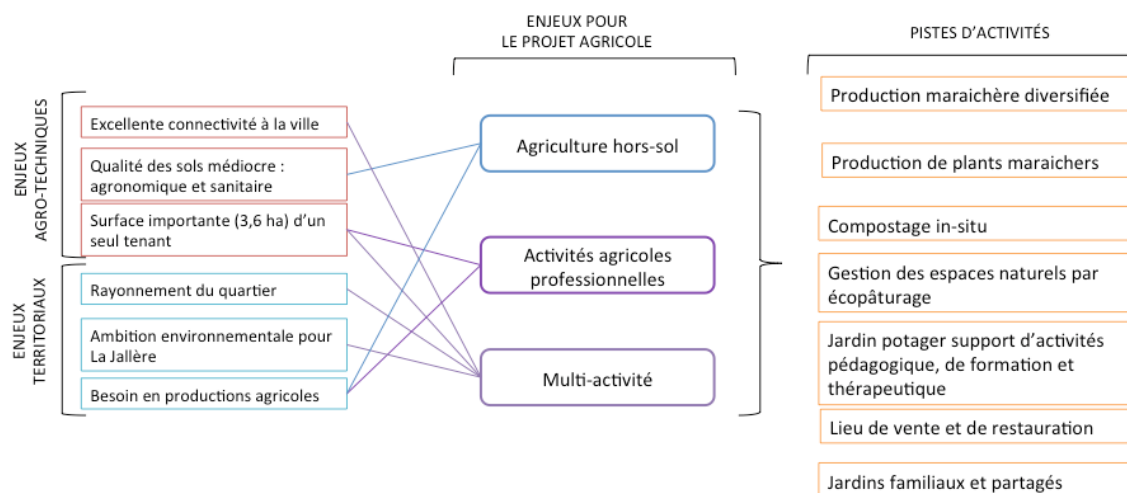 ENJEUX POUR
LE PROJET AGRICOLE
PISTES D’ACTIVITÉS
ENJEUX
AGRO-TECHNIQUES
Excellente connectivité à la ville
Qualité des sols médiocre :
agronomique et sanitaire
Surface importante (3,6 ha) d’un
seul tenant
ENJEUX
TERRITORIAUX
Rayonnement du quartier
Ambition environnementale pour
La Jallère
Besoin en productions agricoles
Agriculture hors-sol
Activités agricoles
professionnelles
Multi-activité
Production maraichère diversifiée
Production de plants maraichers
Compostage in-situ
Gestion des espaces naturels par
écopâturage
Jardin potager support d’activités
pédagogique, de formation et
thérapeutique
Lieu de vente et de restauration
Jardins familiaux et partagés